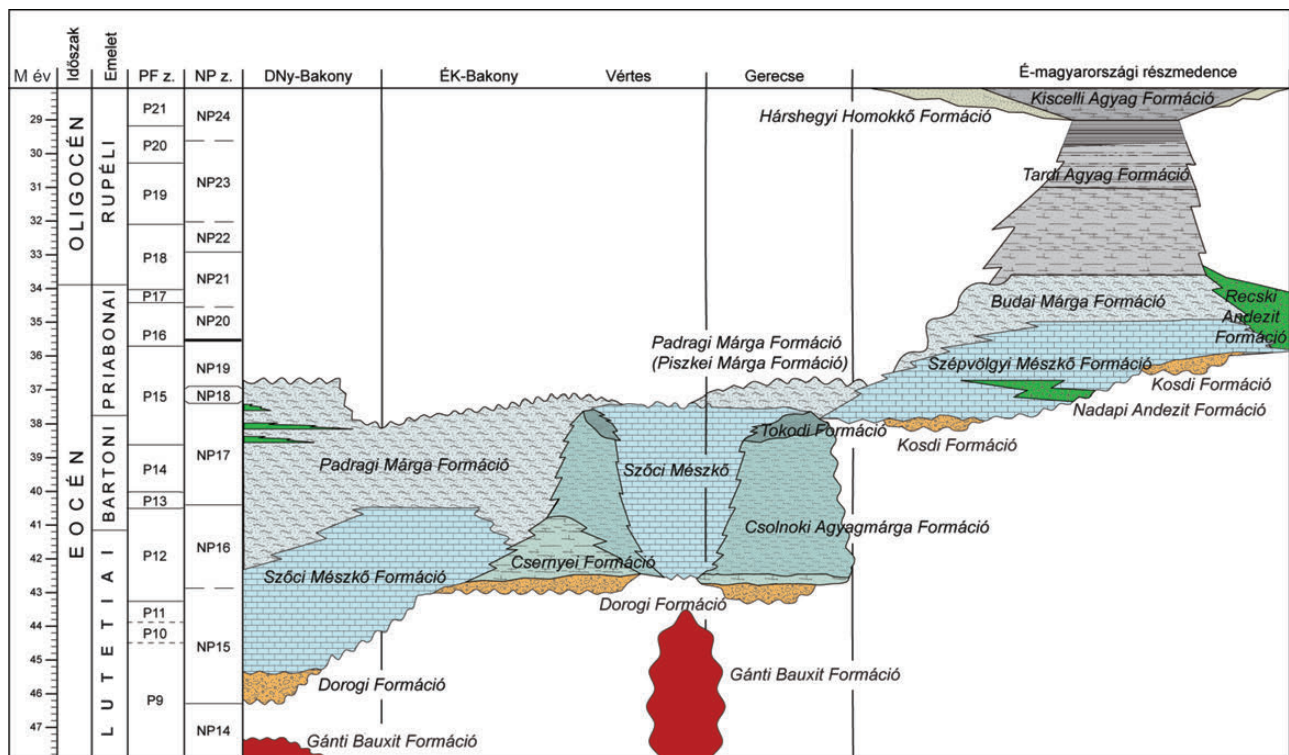 M év
Időszak
Emelet
PF z.
NP z.
DNy-Bakony
ÉK-Bakony
Vértes
Gerecse
É-magyarországi részmedence
29
30
31
32
33
34
35
36
37
38
39
40
41
42
43
44
45
46
47
OLIGOCÉN
EOCÉN
RUPÉLI
PRIABONAI
BARTONI
LUTETIAI
P21
P20
P19
P18
P17
P16
P15
P14
P13
P12
P11
P10
P9
NP24
NP23
NP22
NP21
NP20
NP19
NP18
NP17
NP16
NP15
NP14
Kiscelli Agyag Formáció
Hárshegyi Homokkő Formáció
Tardi Agyag Formáció
Budai Márga Formáció
Recski
Andezit
Formáció
Padragi Márga Formáció
(Piszkei Márga Formáció)
Szépvölgyi Mészkő Formáció
Kosdi Formáció
Nadapi Andezit Formáció
Kosdi Formáció
Tokodi Formáció
Padragi Márga Formáció
Szőci Mészkő
Csolnoki Agyagmárga Formáció
Csernyei Formáció
Szőci Mészkő Formáció
Dorogi Formáció
Dorogi Formáció
Gánti Bauxit Formáció
Gánti Bauxit Formáció